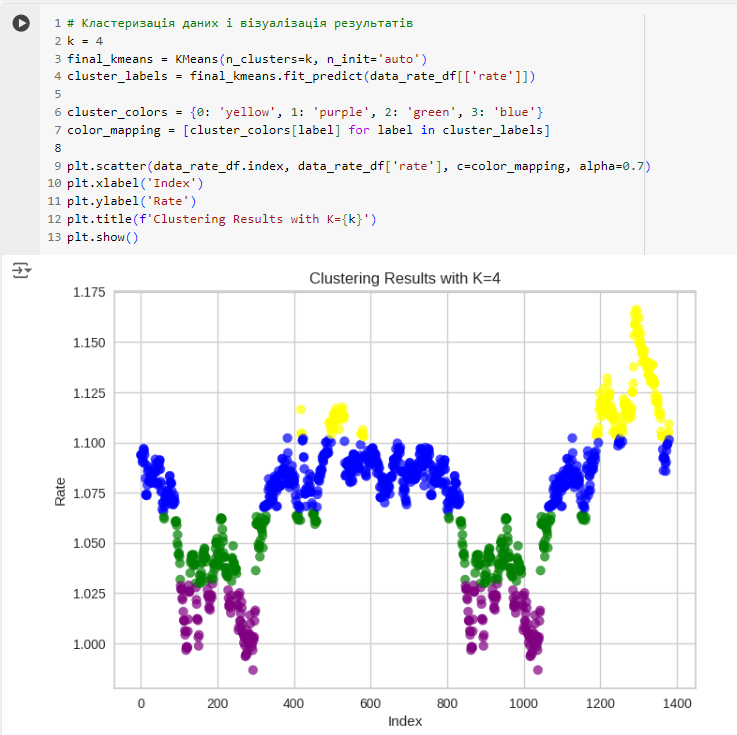 1 # Кластеризація даних і візуалізація результатів
2 k = 4
3 final_kmeans = KMeans(n_clusters=k, n_init='auto')
4 cluster_labels = final_kmeans.fit_predict(data_rate_df[['rate']])
5
6 cluster_colors = {0: 'yellow', 1: 'purple', 2: 'green', 3: 'blue'}
7 color_mapping = [cluster_colors[label] for label in cluster_labels]
8
9 plt.scatter(data_rate_df.index, data_rate_df['rate'], c=color_mapping, alpha=0.7)
10 plt.xlabel('Index')
11 plt.ylabel('Rate')
12 plt.title(f'Clustering Results with K={k}')
13 plt.show()
Clustering Results with K=4
1.175
1.150
1.125
1.100
1.075
1.050
1.025
1.000
Rate
0 200 400 600 800 1000 1200 1400
Index